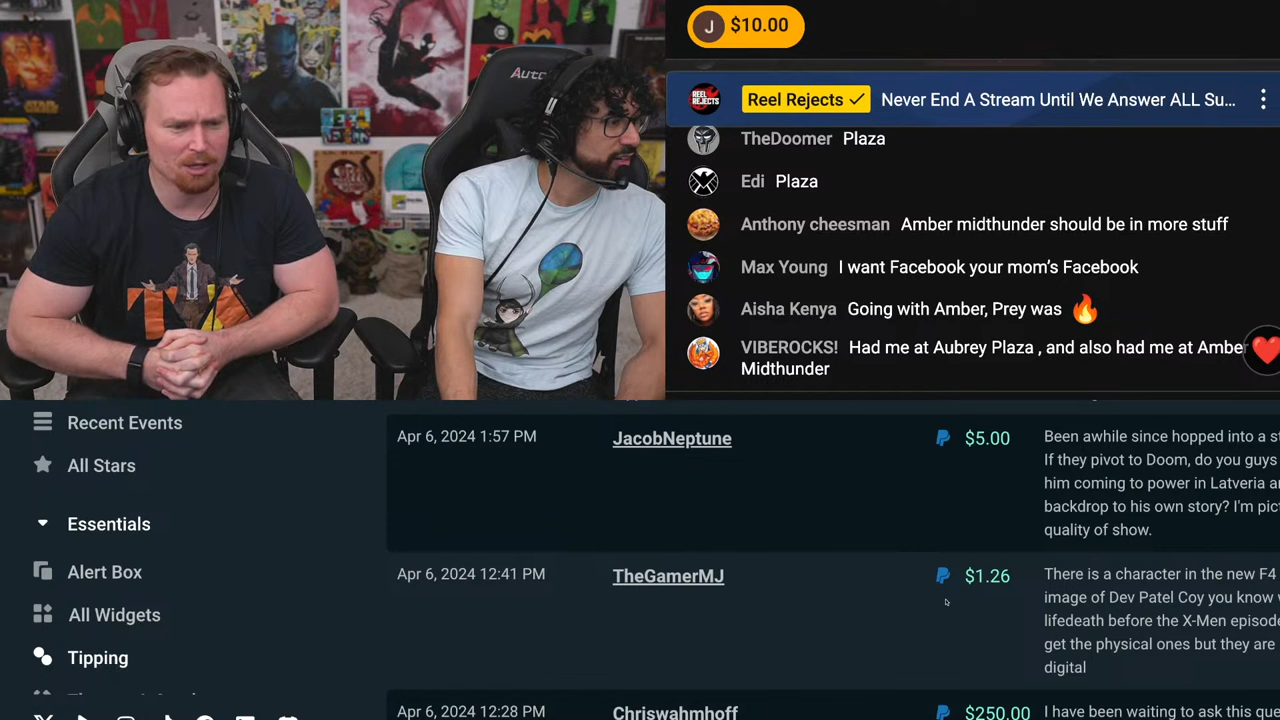 J $10.00
REEL REJECTS Reel Rejects Never End A Stream Until We Answer ALL Su...
TheDoomer Plaza
Edi Plaza
Anthony cheesman Amber midthunder should be in more stuff
Max Young I want Facebook your mom's Facebook
Aisha Kenya Going with Amber, Prey was 🔥
VIBEROCKS! Had me at Aubrey Plaza , and also had me at Amber
Midthunder
Recent Events
All Stars
Essentials
Alert Box
All Widgets
Tipping
Apr 6, 2024 1:57 PM JacobNeptune $5.00
Been awhile since hopped into a st
If they pivot to Doom, do you guys
him coming to power in Latveria a
backdrop to his own story? I'm pict
quality of show.
Apr 6, 2024 12:41 PM TheGamerMJ $1.26
There is a character in the new F4
image of Dev Patel Coy you know
lifedeath before the X-Men episode
get the physical ones but they are
digital
Apr 6, 2024 12:28 PM Chriswahmhoff $250.00
I have been waiting to ask this que